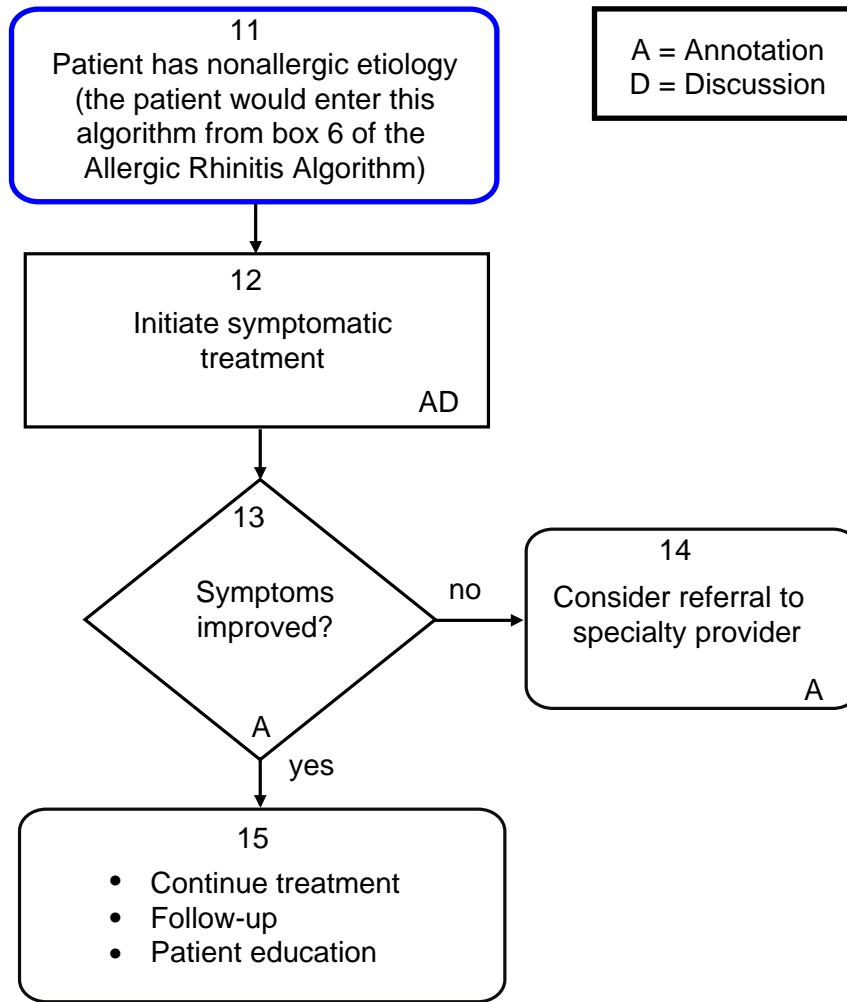 11
Patient has nonallergic etiology
(the patient would enter this
algorithm from box 6 of the
Allergic Rhinitis Algorithm)
A = Annotation
D = Discussion
12
Initiate symptomatic
treatment
AD
13
Symptoms
improved?
A
no
14
Consider referral to
specialty provider
A
yes
15
• Continue treatment
• Follow-up
• Patient education